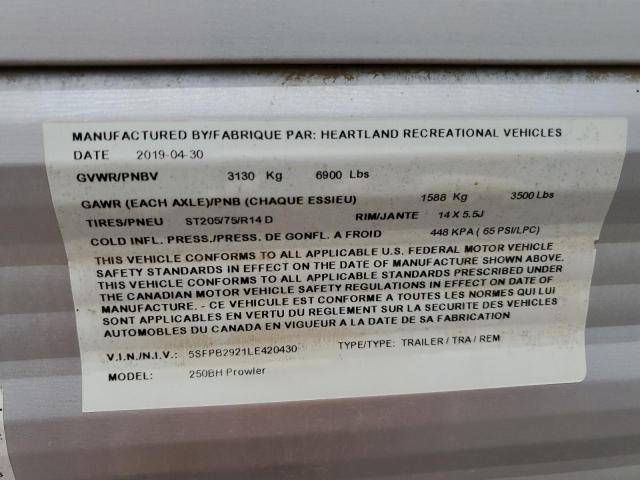 MANUFACTURED BY/FABRIQUE PAR: HEARTLAND RECREATIONAL VEHICLES
DATE 2019-04-30
GVWR/PNBV 3130 Kg 6900 Lbs
GAWR (EACH AXLE)/PNB (CHAQUE ESSIEU) 1588 Kg 3500 Lbs
TIRES/PNEU ST205/75/R14 D RIM/JANTE 14 X 5.5J
COLD INFL. PRESS./PRESS. DE GONFL. A FROID 448 KPA ( 65 PSI/LPC)
THIS VEHICLE CONFORMS TO ALL APPLICABLE U.S. FEDERAL MOTOR VEHICLE
SAFETY STANDARDS IN EFFECT ON THE DATE OF MANUFACTURE SHOWN ABOVE.
THIS VEHICLE CONFORMS TO ALL APPLICABLE STANDARDS PRESCRIBED UNDER
THE CANADIAN MOTOR VEHICLE SAFETY REGULATIONS IN EFFECT ON DATE OF
MANUFACTURE. - CE VEHICULE EST CONFORME A TOUTES LES NORMES QUI LUI
SONT APPLICABLES EN VERTU DU REGLEMENT SUR LA SECURITE DES VEHICLES
AUTOMOBILES DU CANADA EN VIGUEUR A LA DATE DE SA FABRICATION
V.I.N./N.I.V.: 5SFPB2921LE420430 TYPE/TYPE: TRAILER / TRA / REM
MODEL: 250BH Prowler